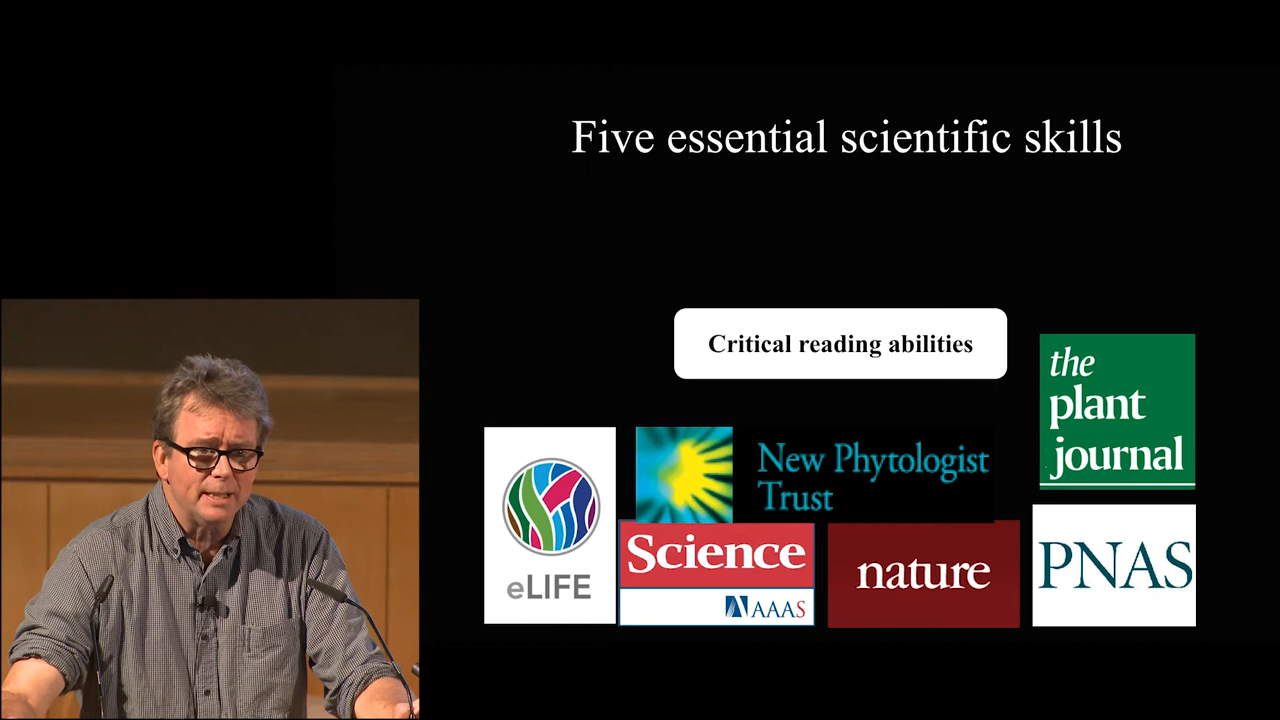 Five essential scientific skills
Critical reading abilities
the
plant
journal
New Phytologist
Trust
eLIFE
Science
AAAS
nature
PNAS